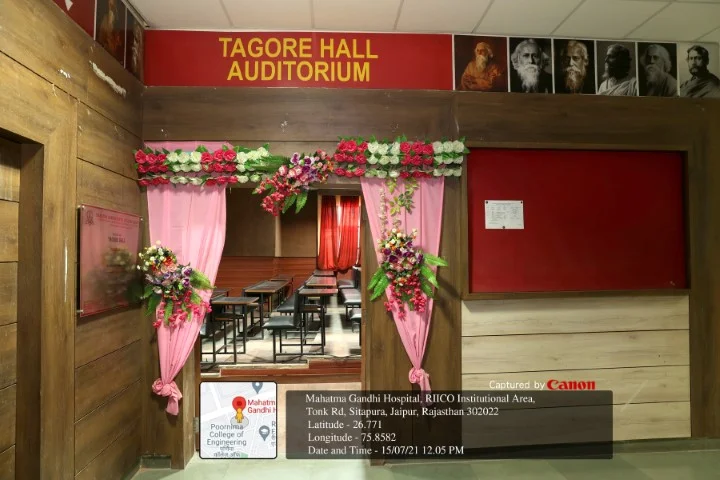 TAGORE HALL
AUDITORIUM
TAGORE HALL
Captured by Canon
Mahatma Gandhi Hospital, RIICO Institutional Area,
Tonk Rd, Sitapura, Jaipur, Rajasthan 302022
Latitude - 26.771
Longitude - 75.8582
Date and Time - 15/07/21 12.05 PM
Mahatma
Gandhi H
Poornima
College of
Engineering